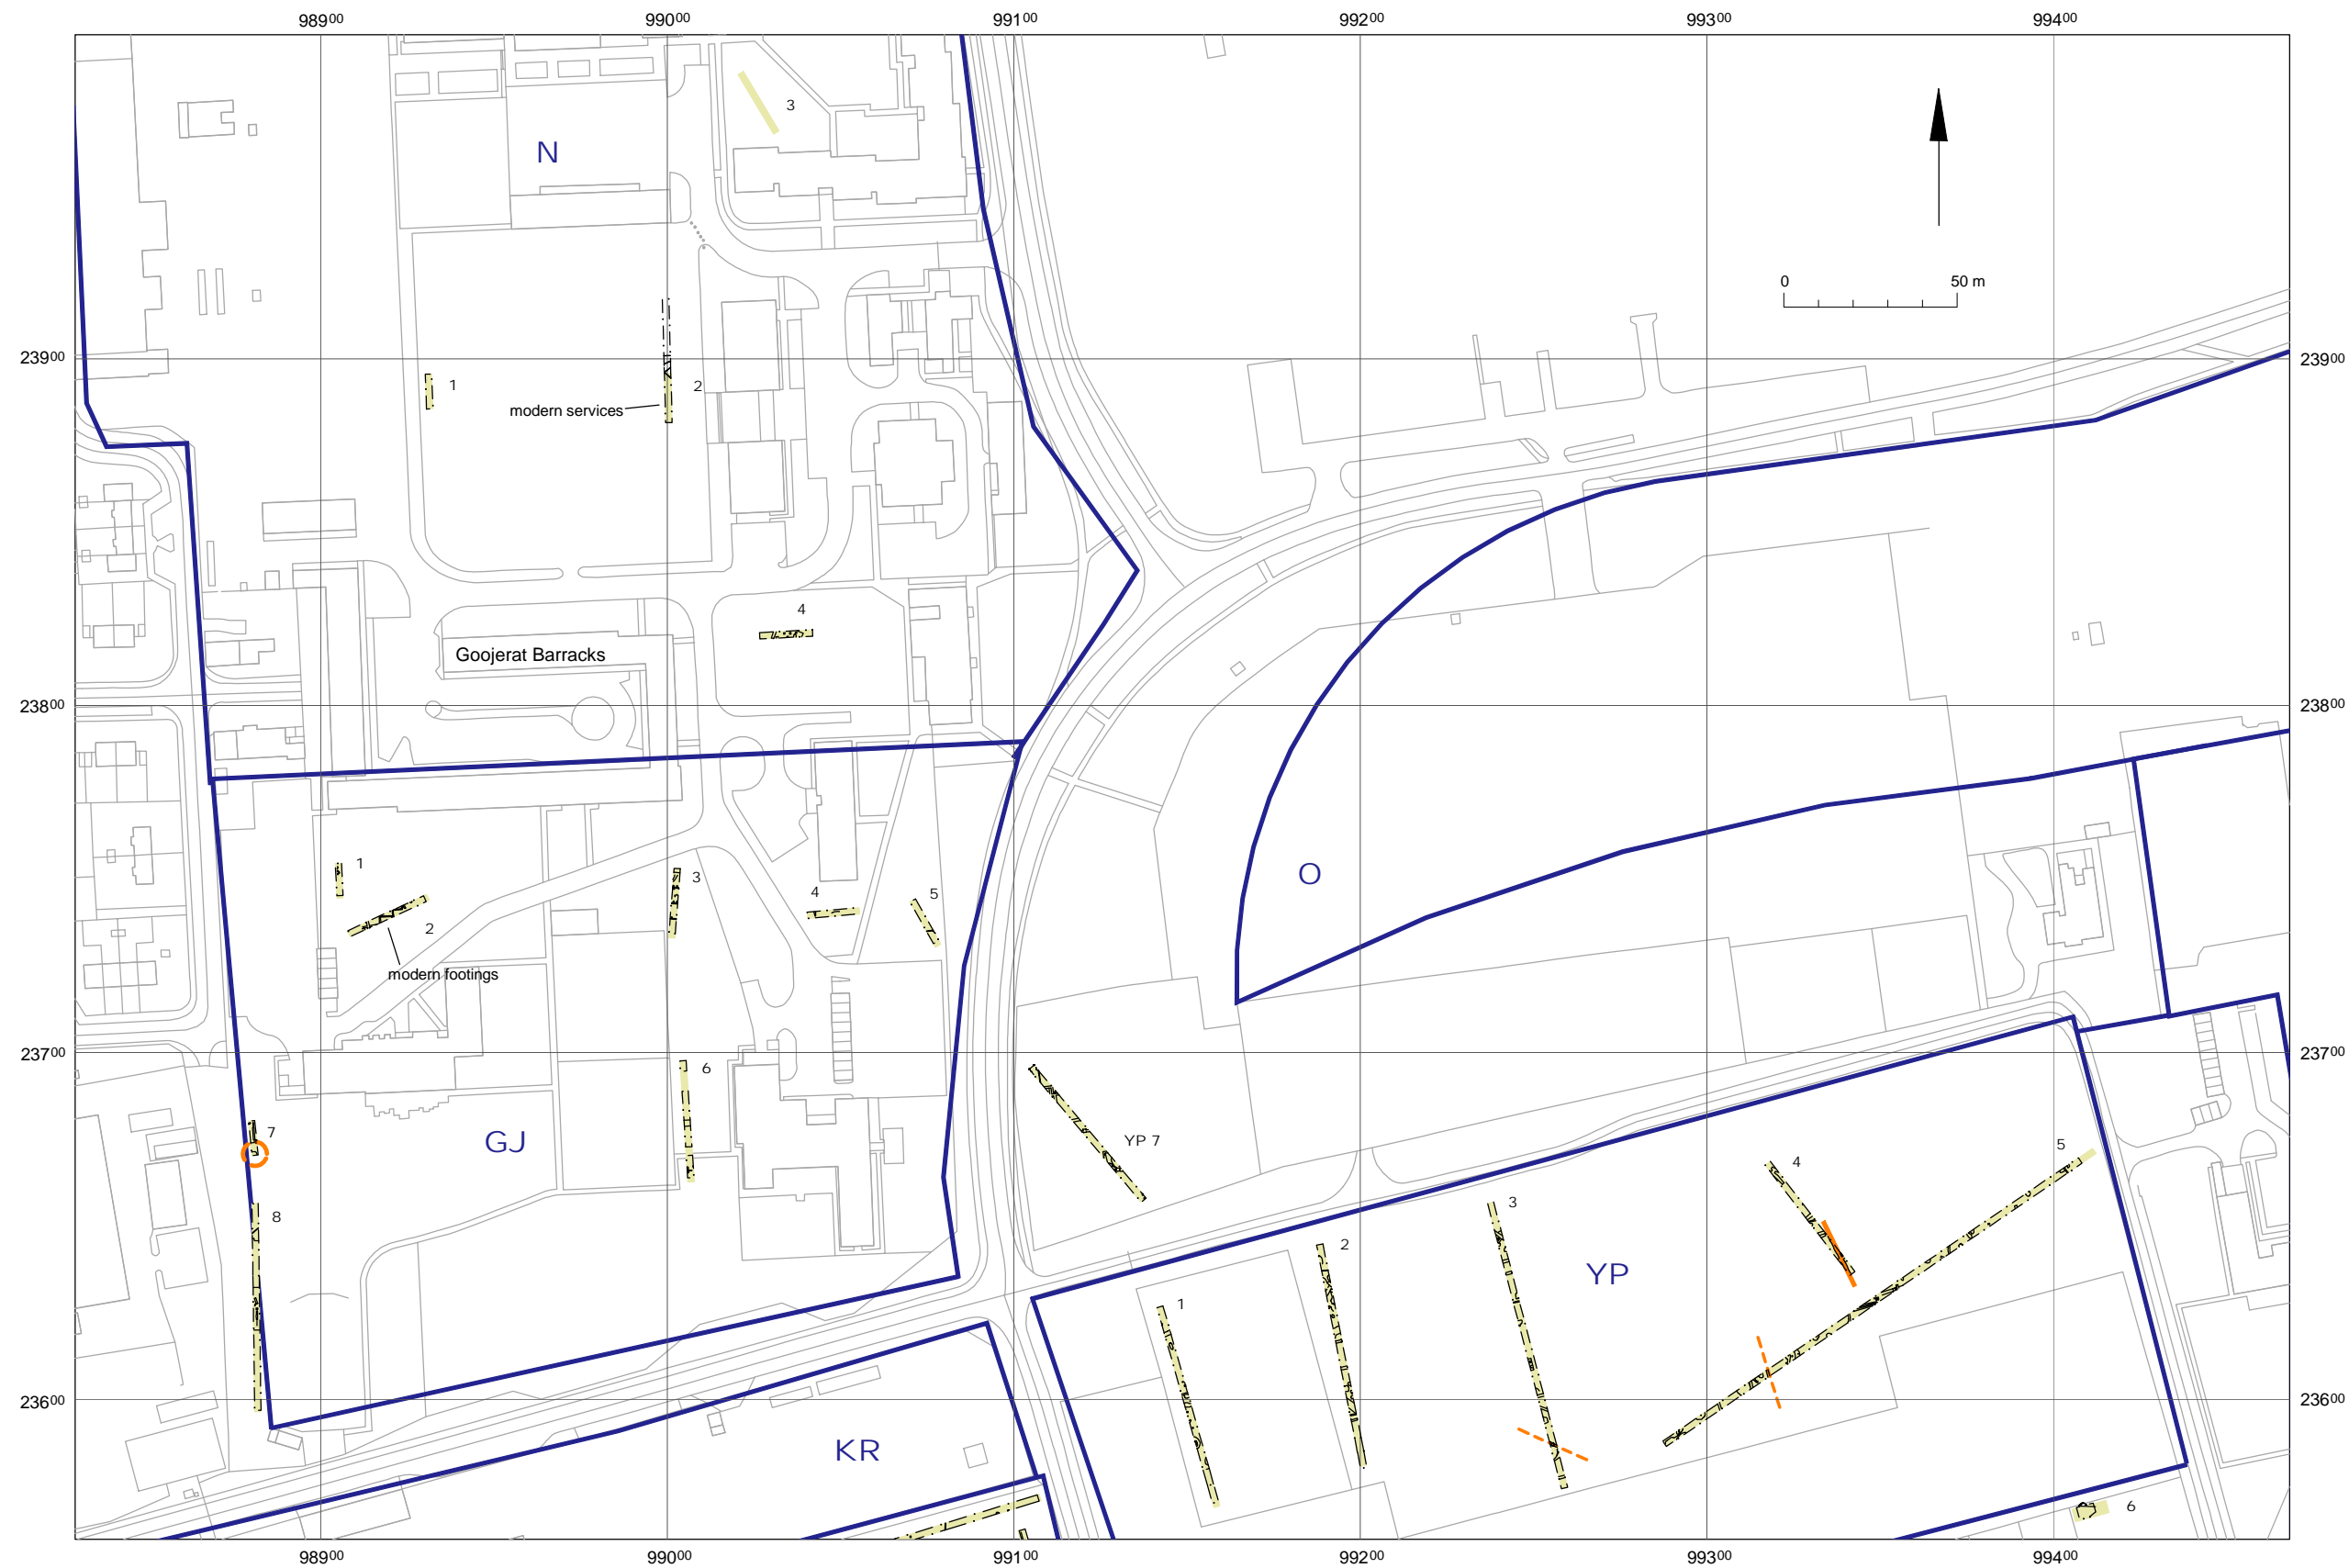 98900 99000 99100 99200 99300 99400
3
N
0 50 m
23900 23900
1
2
modern services
4
Goojerat Barracks
23800 23800
1
3
O
4 5
2
modern footings
23700 23700
6
7
GJ
YP 7
4 5
8
3
2
YP
1
23600 23600
KR
6
98900 99000 99100 99200 99300 99400